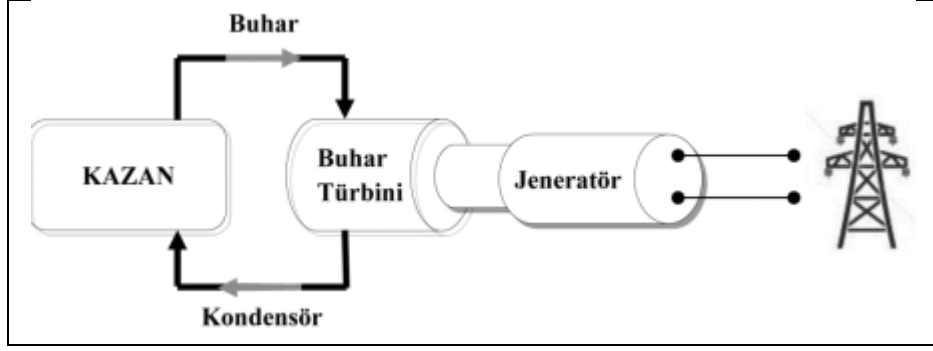 Buhar
KAZAN
Buhar
Türbini
Jeneratör
Kondensör